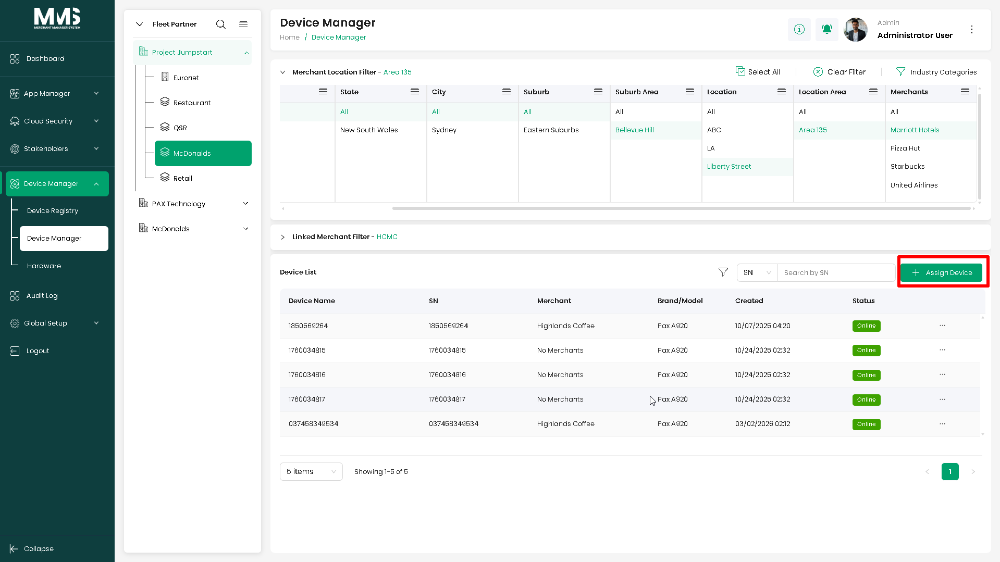 MMS
MERCHANT MANAGER SYSTEM
Dashboard
App Manager
Cloud Security
Stakeholders
Device Manager
Device Registry
Device Manager
Hardware
Audit Log
Global Setup
Logout
Collapse
Fleet Partner
Project Jumpstart
Euronet
Restaurant
QSR
McDonalds
Retail
PAX Technology
McDonalds
Device Manager
Home / Device Manager
Admin
Administrator User
Merchant Location Filter - Area 135
Select All
Clear Filter
Industry Categories
State City Suburb Suburb Area Location Location Area Merchants
All All All All All All All
New South Wales Sydney Eastern Suburbs Bellevue Hill ABC Area 135 Marriott Hotels
LA Pizza Hut
Liberty Street Starbucks
United Airlines
Linked Merchant Filter - HCMC
Device List
SN
Search by SN
Assign Device
Device Name SN Merchant Brand/Model Created Status
1850569264 1850569264 Highlands Coffee Pax A920 10/07/2025 04:20 Online ...
1760034815 1760034815 No Merchants Pax A920 10/24/2025 02:32 Online ...
1760034816 1760034816 No Merchants Pax A920 10/24/2025 02:32 Online ...
1760034817 1760034817 No Merchants Pax A920 10/24/2025 02:32 Online ...
037458349534 037458349534 Highlands Coffee Pax A920 03/02/2026 02:12 Online ...
5 items
Showing 1-5 of 5
< 1 >